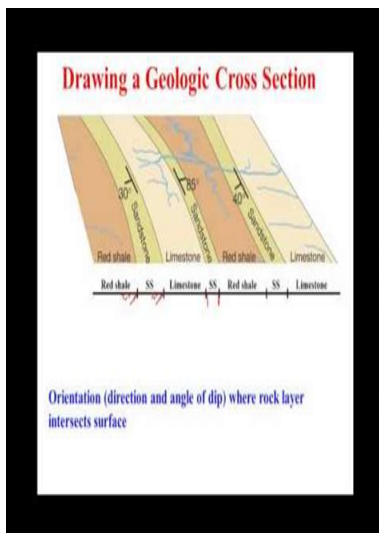 Drawing a Geologic Cross Section
30° 85° 40°
Sandstone Sandstone Sandstone
Red shale Limestone Red shale Limestone
Red shale SS Limestone SS Red shale SS Limestone
Orientation (direction and angle of dip) where rock layer
intersects surface